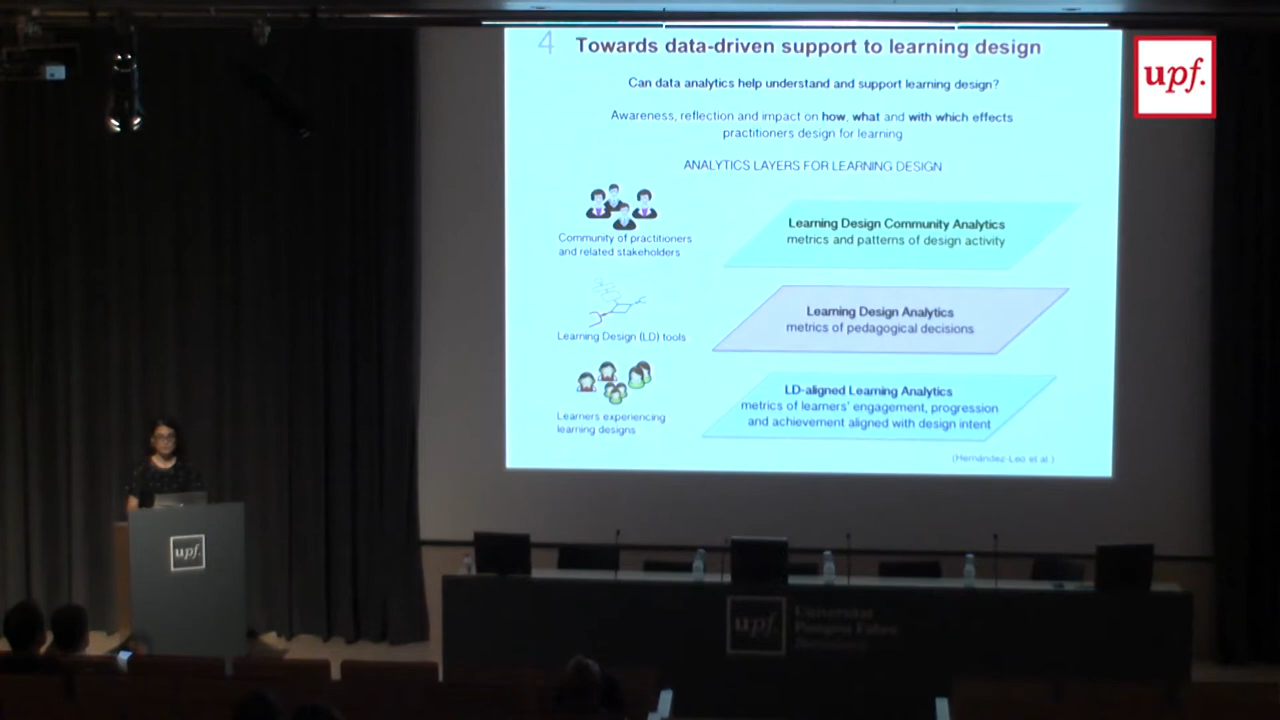 4 Towards data-driven support to learning design
Can data analytics help understand and support learning design?
Awareness, reflection and impact on how, what and with which effects
practitioners design for learning
ANALYTICS LAYERS FOR LEARNING DESIGN
Community of practitioners
and related stakeholders
Learning Design Community Analytics
metrics and patterns of design activity
Learning Design (LD) tools
Learning Design Analytics
metrics of pedagogical decisions
Learners experiencing
learning designs
LD-aligned Learning Analytics
metrics of learners' engagement, progression
and achievement aligned with design intent
(Hernández-Leo et al.)
upf.
upf.
upf.
Universitat
Pompeu Fabra